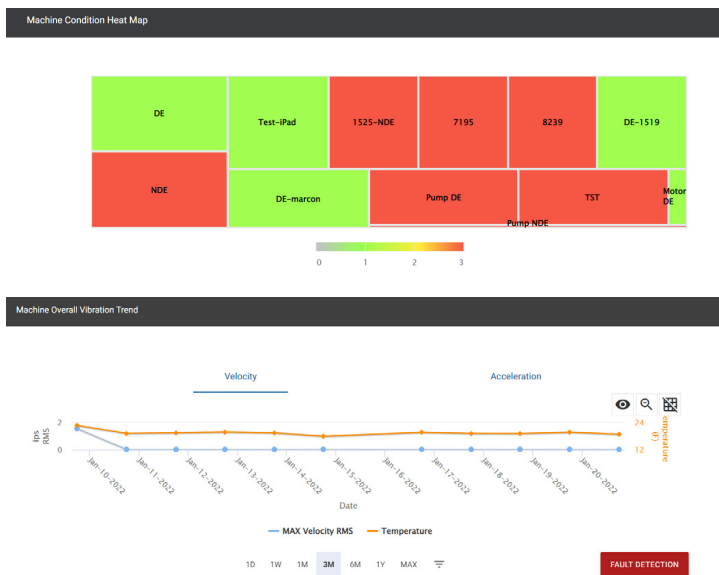 Machine Condition Heat Map
DE
Test-iPad
1525-NDE
7195
8239
DE-1519
NDE
DE-marcon
Pump DE
TST
Motor
DE
Pump NDE
0 1 2 3
Machine Overall Vibration Trend
Velocity Acceleration
ips
RMS
2
0
24
12
emperature
(F)
Jan-10-2022
Jan-11-2022
Jan-12-2022
Jan-13-2022
Jan-14-2022
Jan-15-2022
Jan-16-2022
Jan-17-2022
Jan-18-2022
Jan-19-2022
Jan-20-2022
Date
MAX Velocity RMS Temperature
1D 1W 1M 3M 6M 1Y MAX
FAULT DETECTION